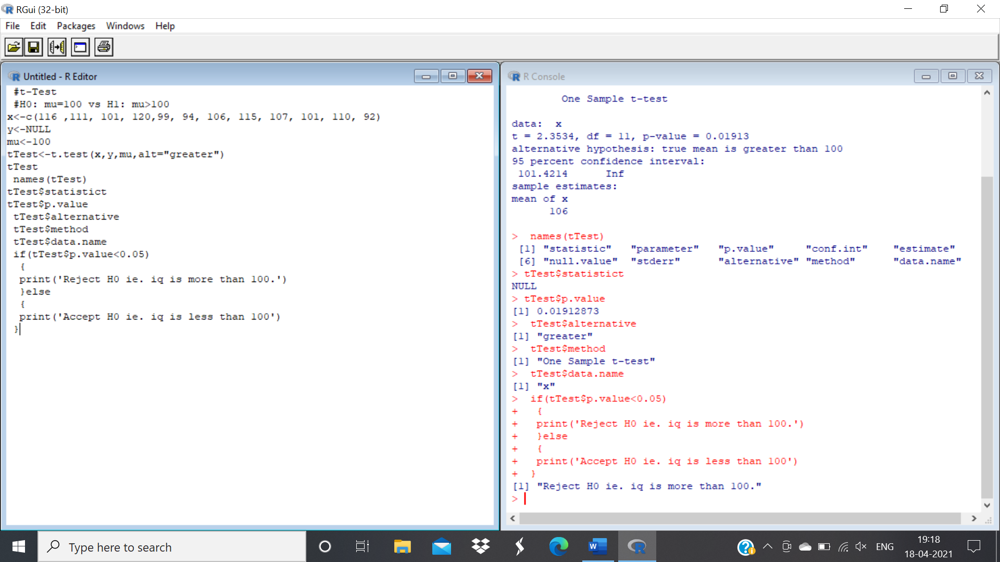 RGui (32-bit)
File Edit Packages Windows Help
Untitled - R Editor
#t-Test
#H0: mu=100 vs H1: mu>100
x<-c(116 ,111, 101, 120,99, 94, 106, 115, 107, 101, 110, 92)
y<-NULL
mu<-100
tTest<-t.test(x,y,mu,alt="greater")
tTest
names(tTest)
tTest$statistict
tTest$p.value
tTest$alternative
tTest$method
tTest$data.name
if(tTest$p.value<0.05)
{
print('Reject H0 ie. iq is more than 100.')
}else
{
print('Accept H0 ie. iq is less than 100')
}
R Console
One Sample t-test
data:  x
t = 2.3534, df = 11, p-value = 0.01913
alternative hypothesis: true mean is greater than 100
95 percent confidence interval:
101.4214      Inf
sample estimates:
mean of x
106
>  names(tTest)
[1] "statistic"   "parameter"   "p.value"     "conf.int"    "estimate"
[6] "null.value"  "stderr"      "alternative" "method"      "data.name"
> tTest$statistict
NULL
> tTest$p.value
[1] 0.01912873
>  tTest$alternative
[1] "greater"
>  tTest$method
[1] "One Sample t-test"
>  tTest$data.name
[1] "x"
>  if(tTest$p.value<0.05)
+   {
+   print('Reject H0 ie. iq is more than 100.')
+   }else
+   {
+   print('Accept H0 ie. iq is less than 100')
+  }
[1] "Reject H0 ie. iq is more than 100."
>
Type here to search
ENG
19:18
18-04-2021